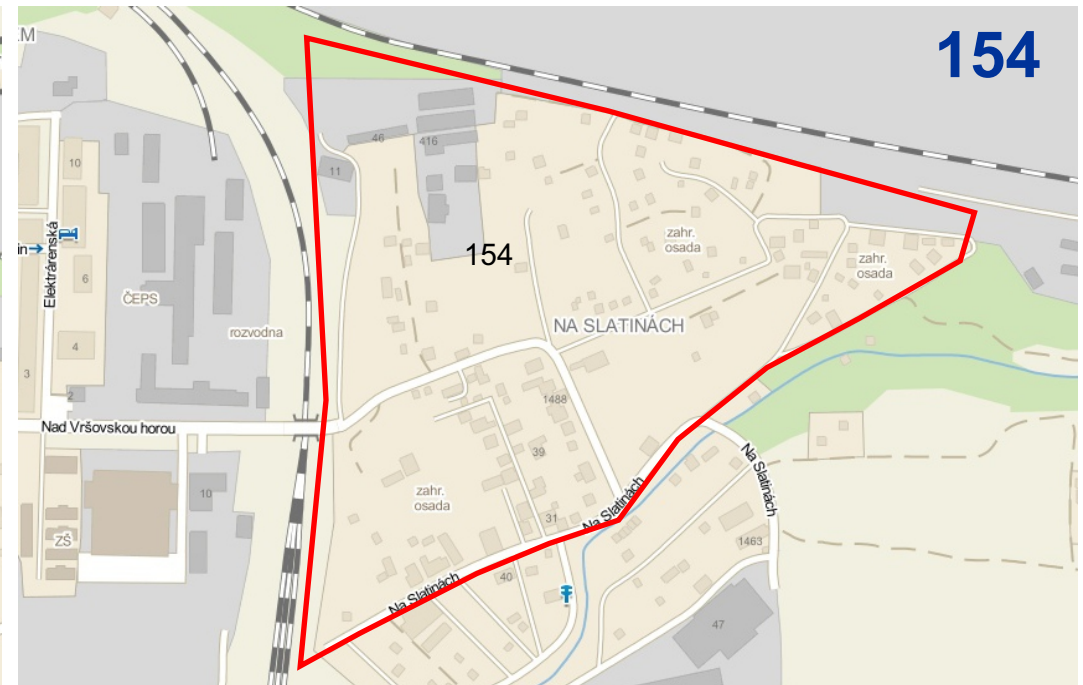 154
ÉM
46
416
10
11
Elektrárenská
in
6
ČEPS
rozvodna
4
3
2
154
zahr.
osada
zahr.
osada
NA SLATINÁCH
Nad Vršovskou horou
1488
39
zahr.
osada
31
Na Slatinách
Na Slatinách
10
ZŠ
40
Na Slatinách
1463
47